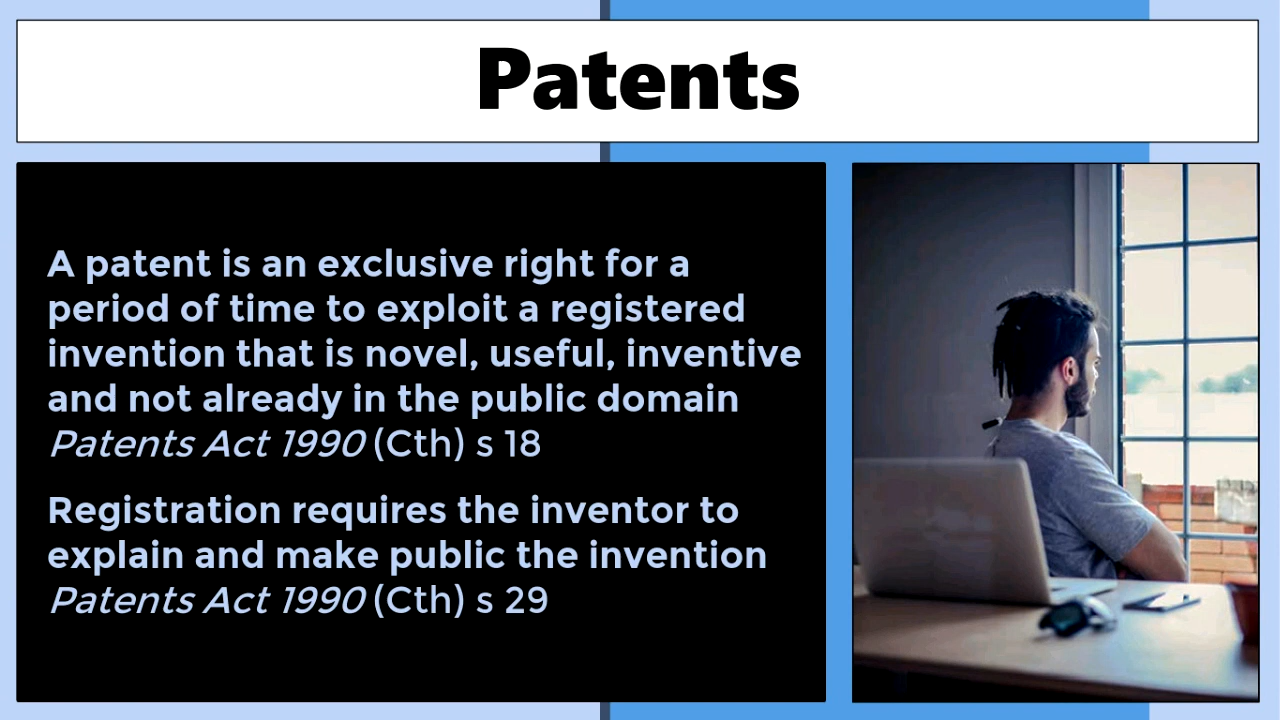 Patents
A patent is an exclusive right for a
period of time to exploit a registered
invention that is novel, useful, inventive
and not already in the public domain
Patents Act 1990 (Cth) s 18
Registration requires the inventor to
explain and make public the invention
Patents Act 1990 (Cth) s 29